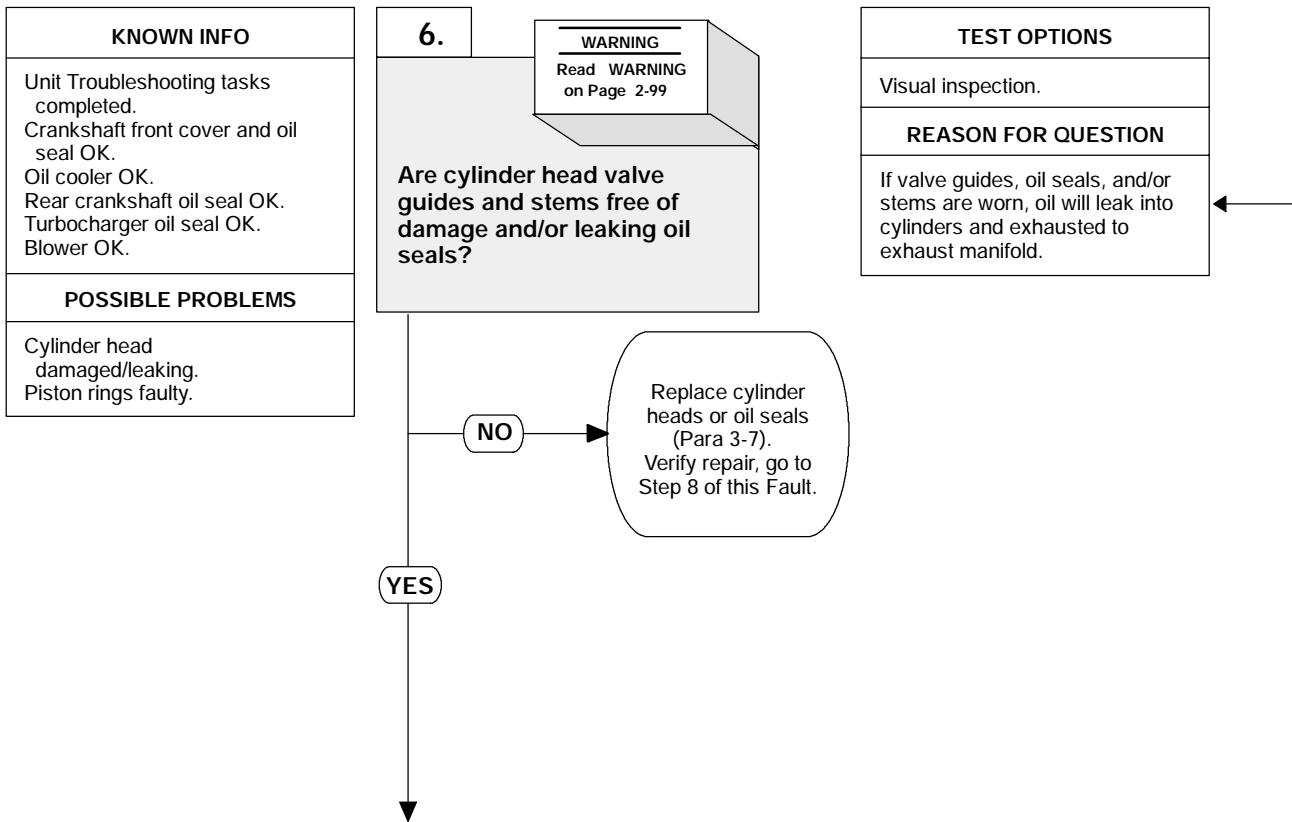 KNOWN INFO
Unit Troubleshooting tasks
completed.
Crankshaft front cover and oil
seal OK.
Oil cooler OK.
Rear crankshaft oil seal OK.
Turbocharger oil seal OK.
Blower OK.
POSSIBLE PROBLEMS
Cylinder head
damaged/leaking.
Piston rings faulty.
6.
WARNING
Read WARNING
on Page 2-99
Are cylinder head valve
guides and stems free of
damage and/or leaking oil
seals?
TEST OPTIONS
Visual inspection.
REASON FOR QUESTION
If valve guides, oil seals, and/or
stems are worn, oil will leak into
cylinders and exhausted to
exhaust manifold.
NO
Replace cylinder
heads or oil seals
(Para 3-7).
Verify repair, go to
Step 8 of this Fault.
YES